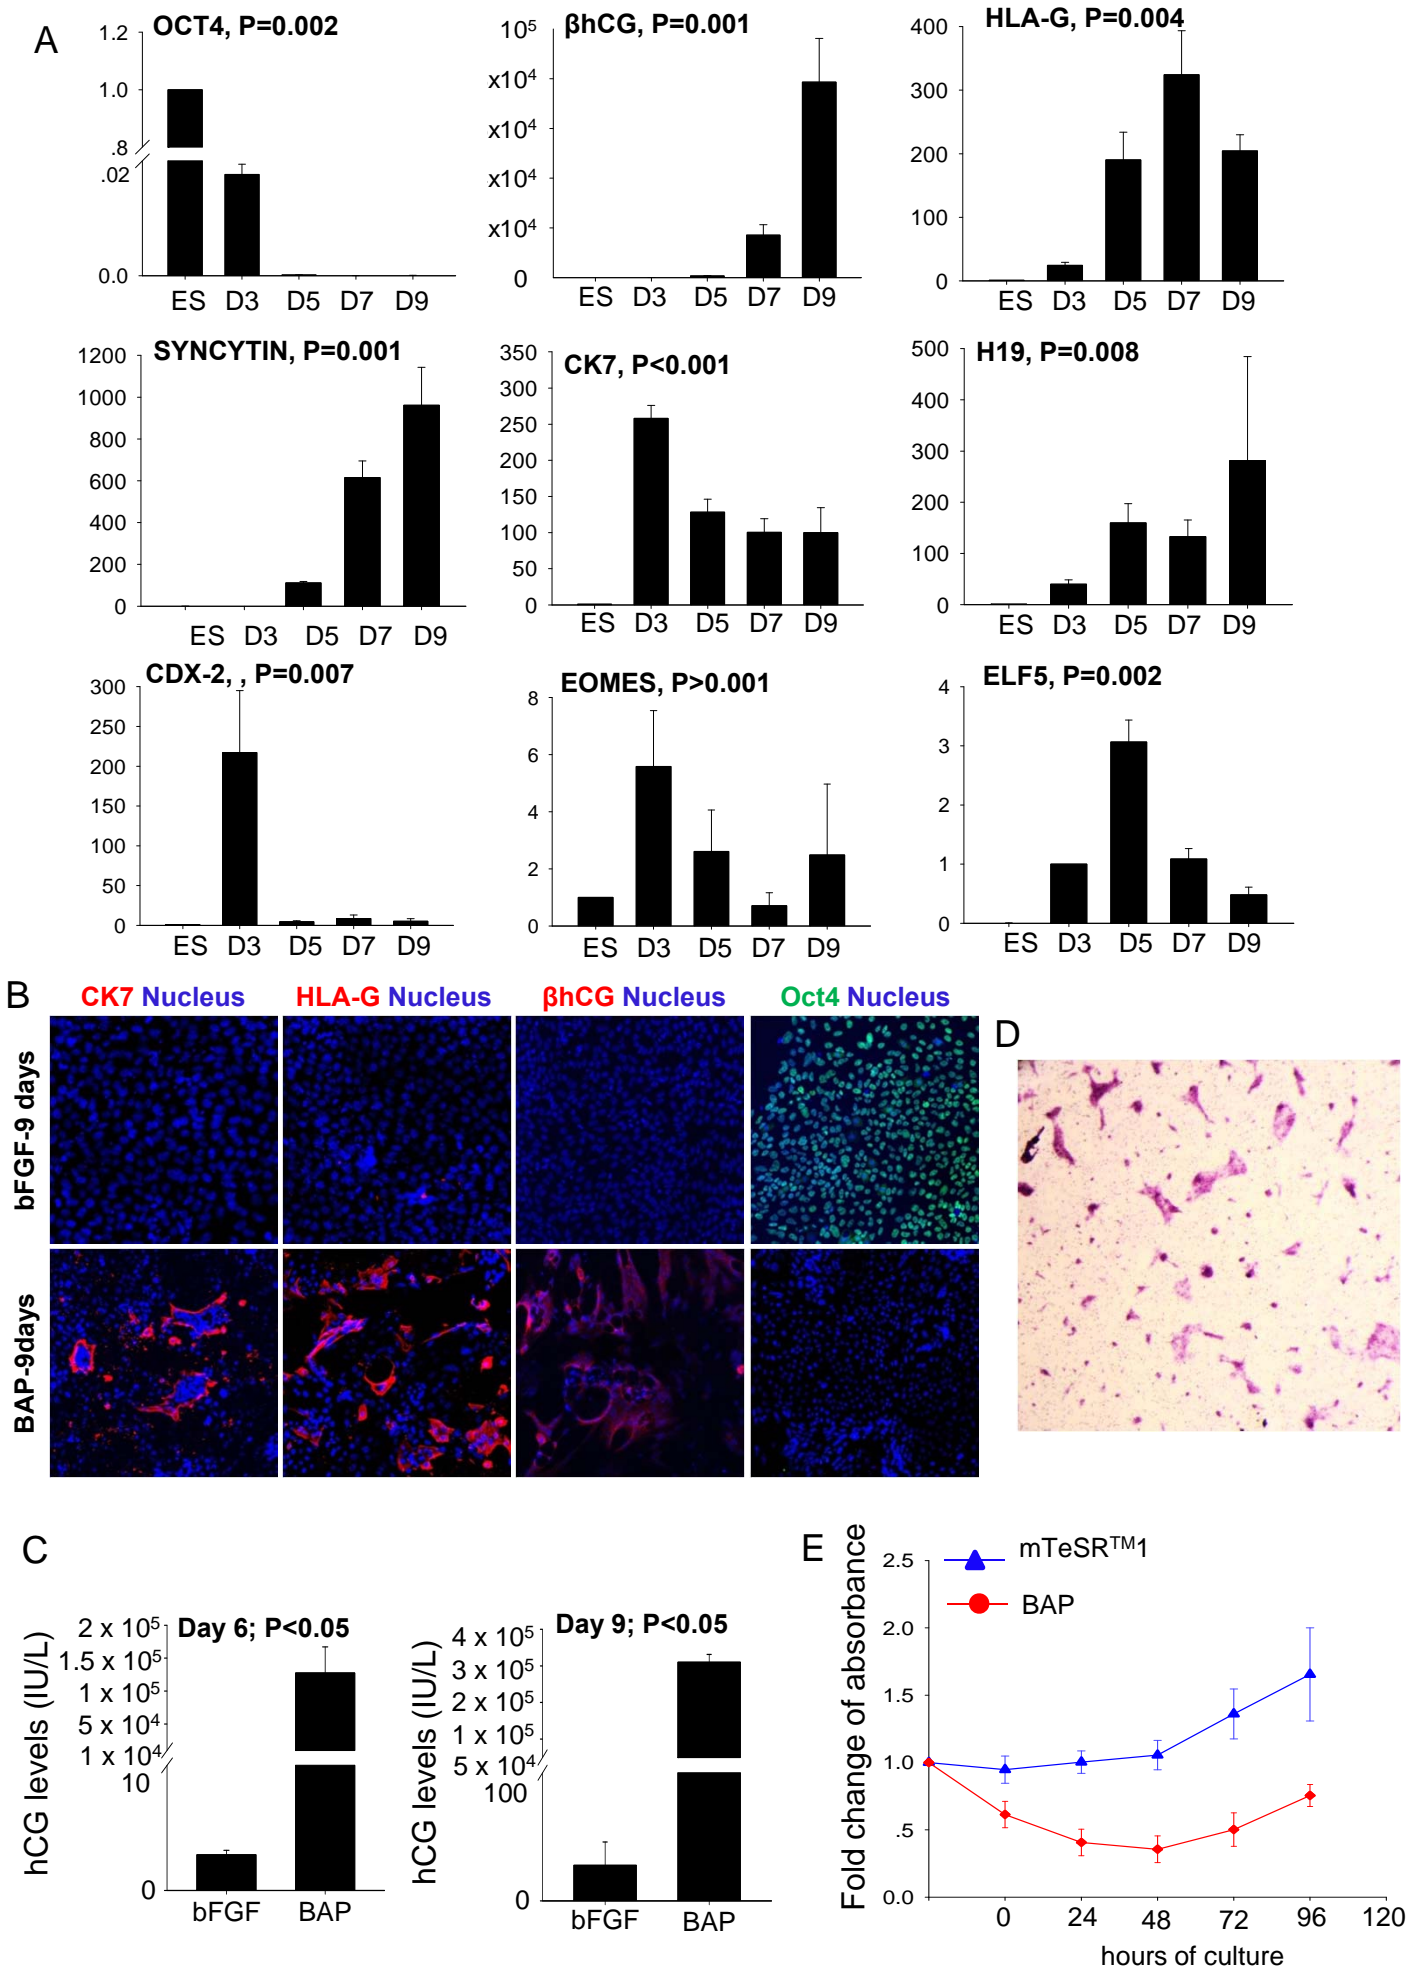 A
OCT4, P=0.002
1.2
1.0
.8
.02
0.0
ES D3 D5 D7 D9
βhCG, P=0.001
10⁵
x10⁴
x10⁴
x10⁴
x10⁴
0
ES D3 D5 D7 D9
HLA-G, P=0.004
400
300
200
100
0
ES D3 D5 D7 D9
SYNCYTIN, P=0.001
1200
1000
800
600
400
200
0
ES D3 D5 D7 D9
CK7, P<0.001
350
300
250
200
150
100
50
0
ES D3 D5 D7 D9
H19, P=0.008
500
400
300
200
100
0
ES D3 D5 D7 D9
CDX-2, , P=0.007
300
250
200
150
100
50
0
ES D3 D5 D7 D9
EOMES, P>0.001
8
6
4
2
0
ES D3 D5 D7 D9
ELF5, P=0.002
4
3
2
1
0
ES D3 D5 D7 D9
B
CK7 Nucleus
HLA-G Nucleus
βhCG Nucleus
Oct4 Nucleus
bFGF-9 days
BAP-9days
D
C
hCG levels (IU/L)
Day 6; P<0.05
2 x 10⁵
1.5 x 10⁵
1 x 10⁵
5 x 10⁴
1 x 10⁴
10
0
bFGF BAP
hCG levels (IU/L)
Day 9; P<0.05
4 x 10⁵
3 x 10⁵
2 x 10⁵
1 x 10⁵
5 x 10⁴
100
0
bFGF BAP
E
Fold change of absorbance
mTeSR™1
BAP
2.5
2.0
1.5
1.0
.5
0.0
0 24 48 72 96 120
hours of culture